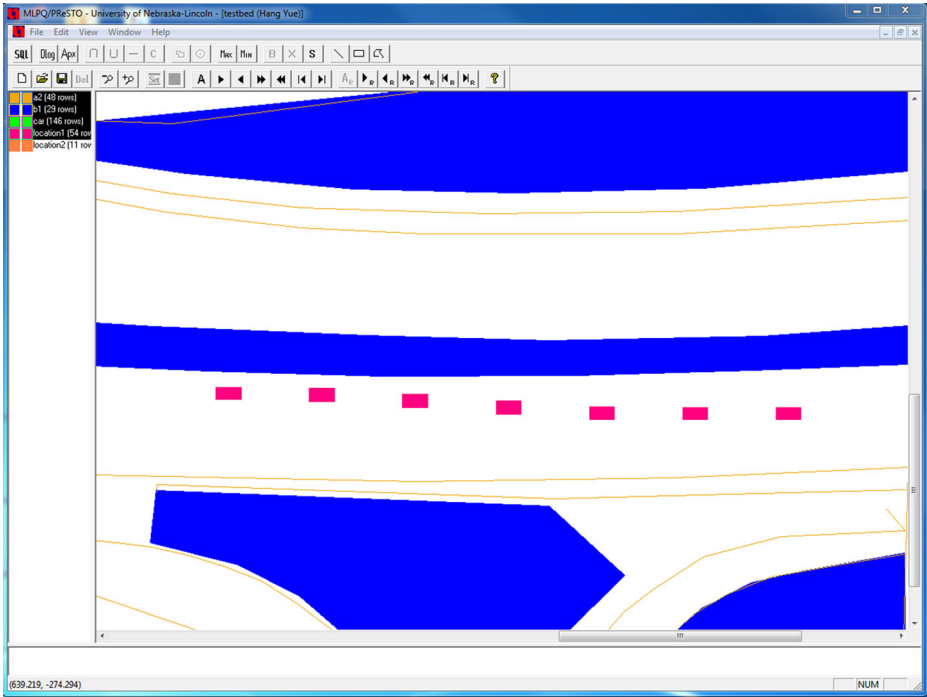 MLPQ/PReSTO - University of Nebraska-Lincoln - [testbed (Hang Yue)]
File Edit View Window Help
SQL Dlog Apx ∩ U — C Max Min B X S
Del Set A A R R R R R R R ?
a2 (48 rows)
b1 (29 rows)
car (146 rows)
location1 (54 row
location2 (11 row
(639.219, -274.294) NUM